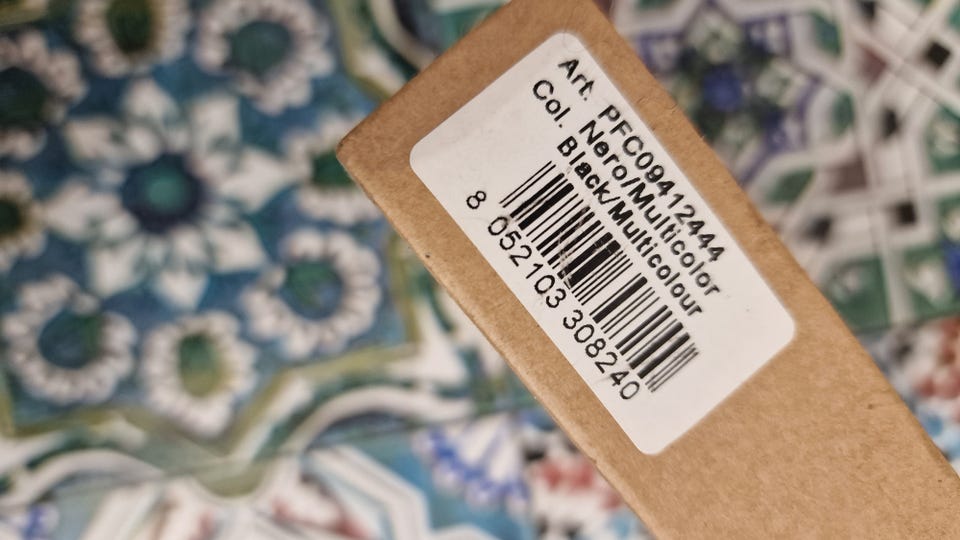 Art. PFC09412444
Col. Nero/Multicolor
Black/Multicolour
8 052103 308240